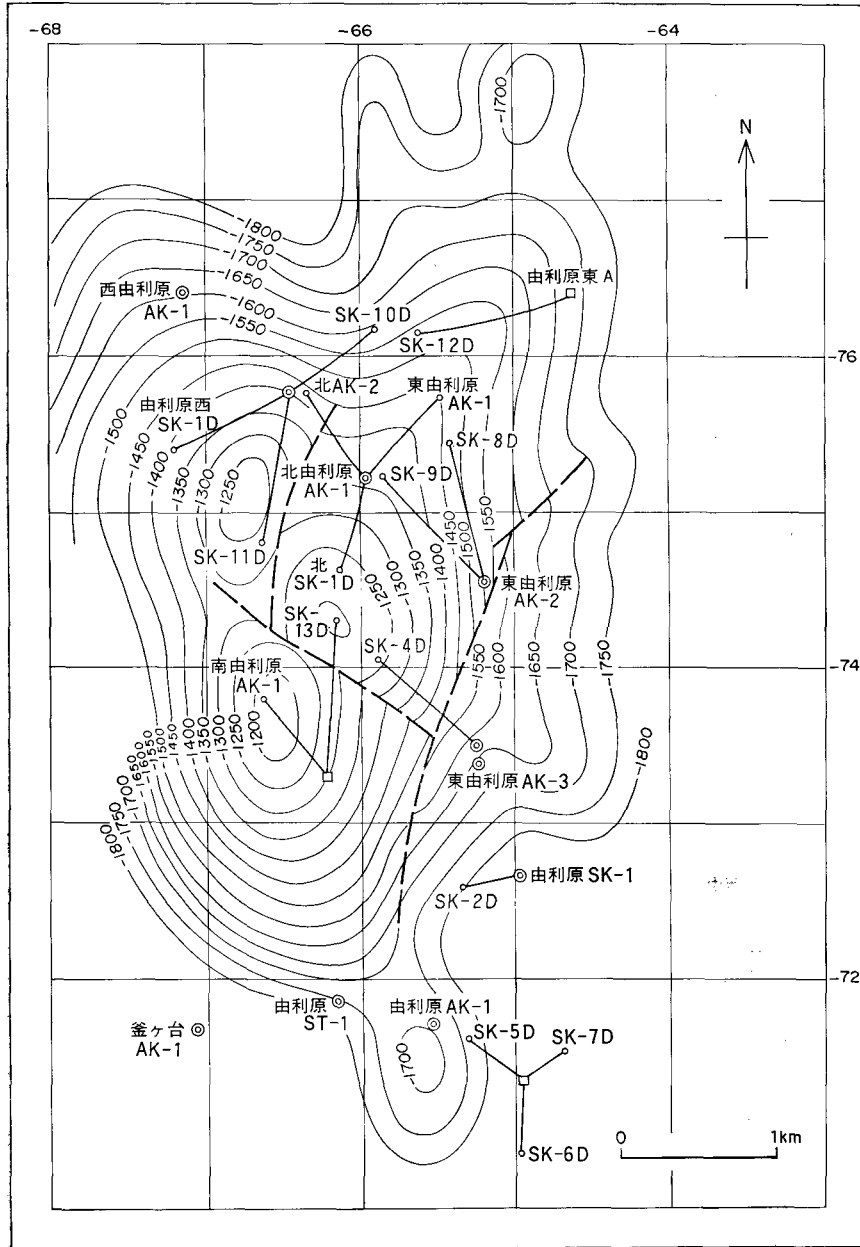 -68
-66
-64
N
-1700
-1800
-1750
-1700
-1650
-1600
-1550
西由利原
AK-1
由利原東A
SK-10D
SK-12D
-76
北AK-2
東由利原
AK-1
由利原西
SK-1D
SK-8D
-1500
-1450
-1400
-1350
-1300
-1250
北由利原
AK-1
SK-9D
-1550
-1500
-1450
-1400
-1350
-1300
-1250
SK-11D
北
SK-1D
東由利原
AK-2
SK-
13D
SK-4D
-1550
-1600
-1650
-1700
-1750
-74
南由利原
AK-1
-1200
-1250
-1300
-1350
-1400
-1450
-1500
-1550
-1600
-1650
-1700
-1750
-1800
東由利原AK-3
-1800
由利原SK-1
SK-2D
-72
由利原
ST-1
由利原AK-1
釜ヶ台
AK-1
SK-5D
SK-7D
-1700
SK-6D
0
1km